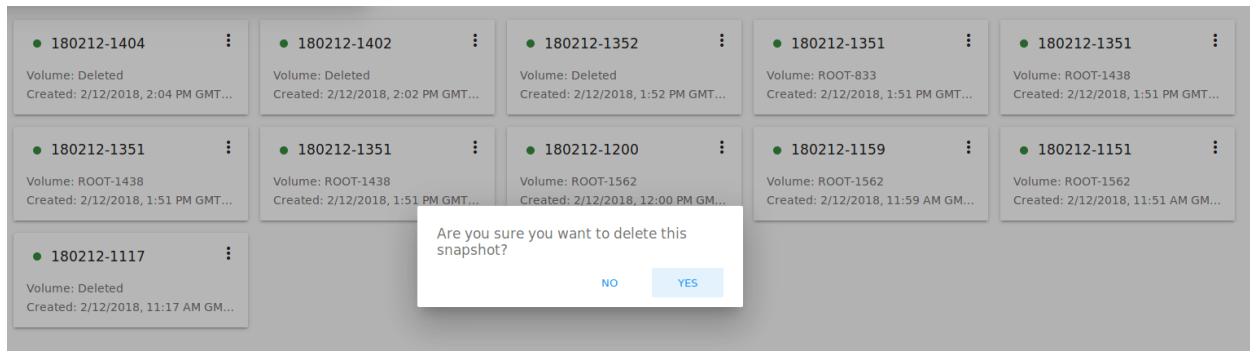 180212-1404
Volume: Deleted
Created: 2/12/2018, 2:04 PM GMT...
180212-1402
Volume: Deleted
Created: 2/12/2018, 2:02 PM GMT...
180212-1352
Volume: Deleted
Created: 2/12/2018, 1:52 PM GMT...
180212-1351
Volume: ROOT-833
Created: 2/12/2018, 1:51 PM GMT...
180212-1351
Volume: ROOT-1438
Created: 2/12/2018, 1:51 PM GMT...
180212-1351
Volume: ROOT-1438
Created: 2/12/2018, 1:51 PM GMT...
180212-1351
Volume: ROOT-1438
Created: 2/12/2018, 1:51 PM GMT...
180212-1200
Volume: ROOT-1562
Created: 2/12/2018, 12:00 PM GM...
180212-1159
Volume: ROOT-1562
Created: 2/12/2018, 11:59 AM GM...
180212-1151
Volume: ROOT-1562
Created: 2/12/2018, 11:51 AM GM...
180212-1117
Volume: Deleted
Created: 2/12/2018, 11:17 AM GM...
Are you sure you want to delete this
snapshot?
NO
YES